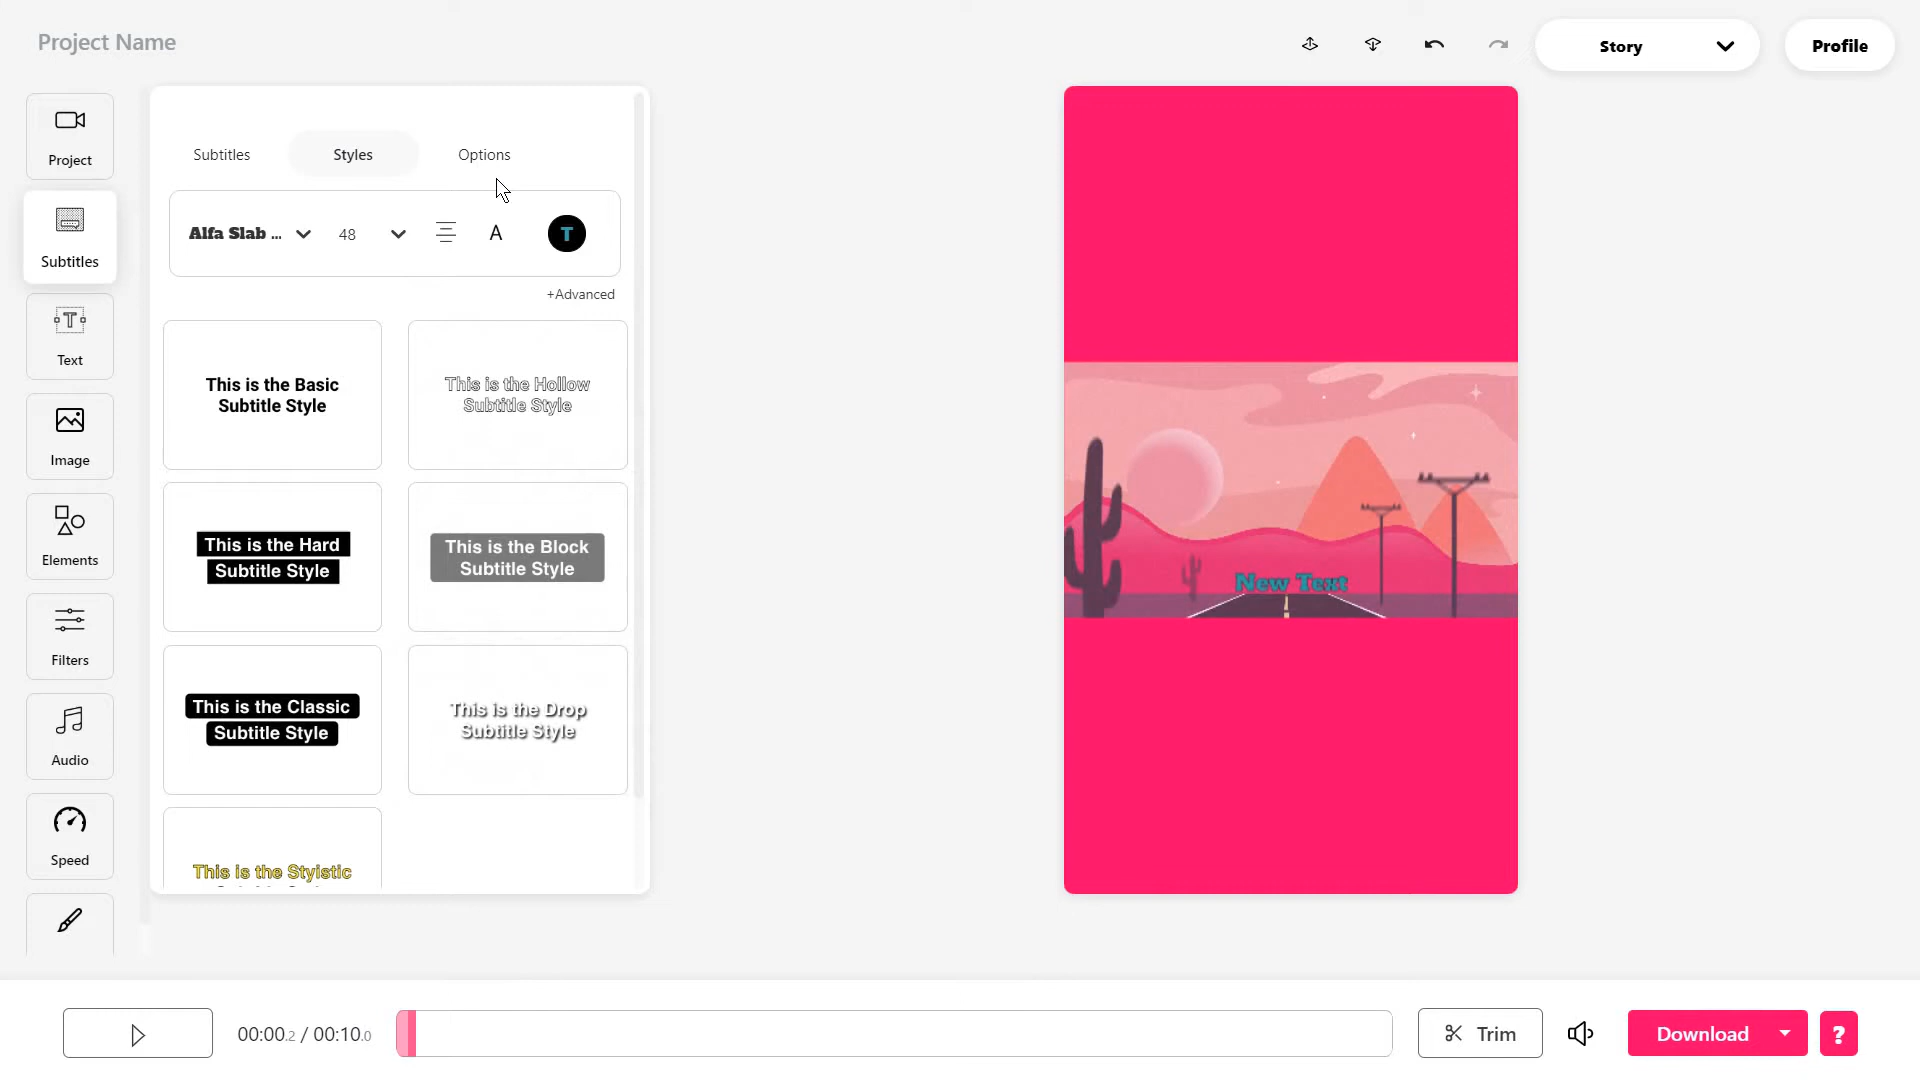 Project Name
Story
Profile
Project
Subtitles
Text
Image
Elements
Filters
Audio
Speed
Subtitles
Styles
Options
Alfa Slab ...
48
A
T
+Advanced
This is the Basic
Subtitle Style
This is the Hollow
Subtitle Style
This is the Hard
Subtitle Style
This is the Block
Subtitle Style
This is the Classic
Subtitle Style
This is the Drop
Subtitle Style
This is the Styistic
New Text
00:00.2 / 00:10.0
Trim
Download
?